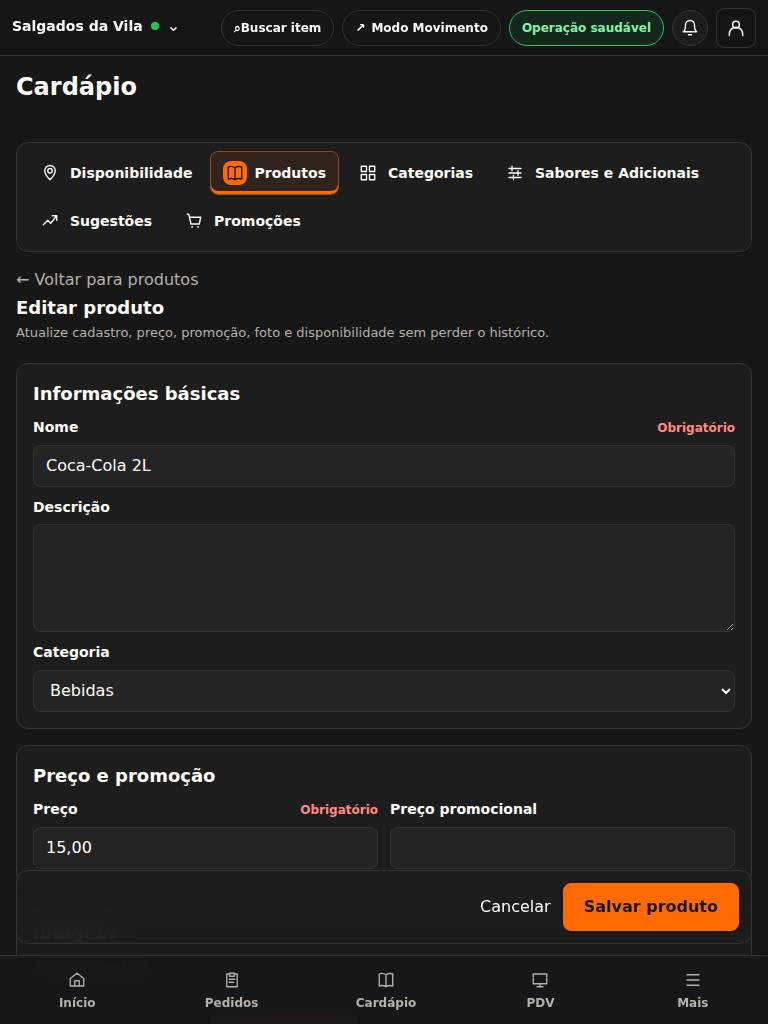 Salgados da Vila
Buscar item
↗ Modo Movimento
Operação saudável
Cardápio
Disponibilidade
Produtos
Categorias
Sabores e Adicionais
Sugestões
Promoções
← Voltar para produtos
Editar produto
Atualize cadastro, preço, promoção, foto e disponibilidade sem perder o histórico.
Informações básicas
Nome Obrigatório
Coca-Cola 2L
Descrição
Categoria
Bebidas
Preço e promoção
Preço Obrigatório Preço promocional
15,00
Cancelar Salvar produto
Início Pedidos Cardápio PDV Mais